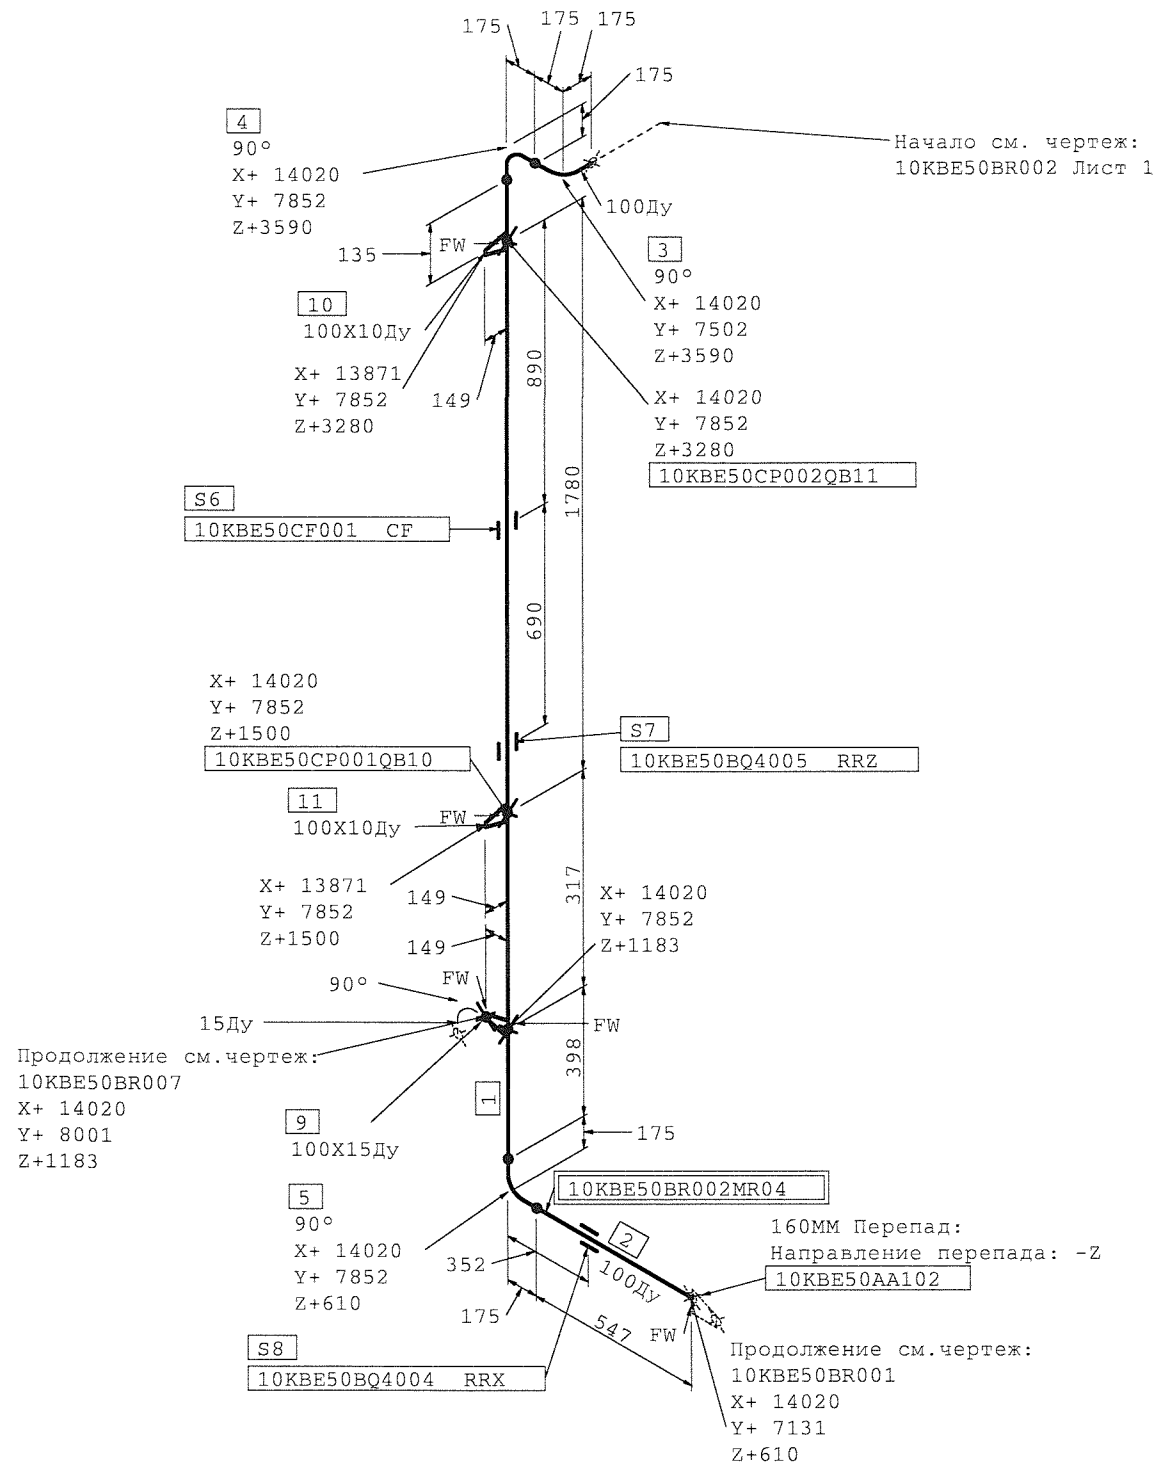 175
175
175
175
4
90°
X+ 14020
Y+ 7852
Z+3590
Начало см. чертеж:
10KBE50BR002 Лист 1
100Ду
FW
135
10
100X10Ду
X+ 13871
Y+ 7852
Z+3280
149
890
3
90°
X+ 14020
Y+ 7502
Z+3590
X+ 14020
Y+ 7852
Z+3280
10KBE50CP002QB11
1780
S6
10KBE50CF001 CF
690
X+ 14020
Y+ 7852
Z+1500
10KBE50CP001QB10
S7
10KBE50BQ4005 RRZ
11
100X10Ду
FW
X+ 13871
Y+ 7852
Z+1500
149
149
317
X+ 14020
Y+ 7852
Z+1183
FW
90°
15Ду
FW
398
Продолжение см.чертеж:
10KBE50BR007
X+ 14020
Y+ 8001
Z+1183
1
9
100X15Ду
175
10KBE50BR002MR04
5
90°
X+ 14020
Y+ 7852
Z+610
352
2
100Ду
160ММ Перепад:
Направление перепада: -Z
10KBE50AA102
175
547
FW
S8
10KBE50BQ4004 RRX
Продолжение см.чертеж:
10KBE50BR001
X+ 14020
Y+ 7131
Z+610